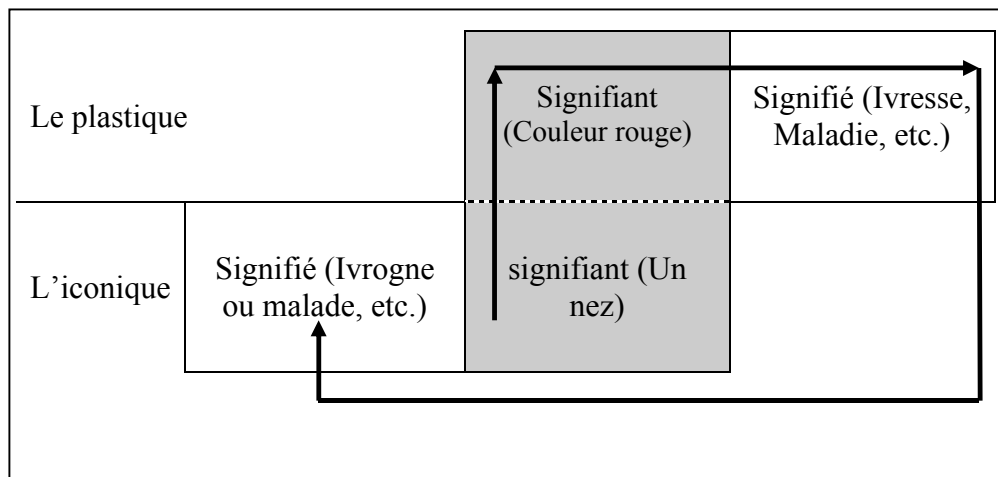 Le plastique
Signifiant
(Couleur rouge)
Signifié (Ivresse,
Maladie, etc.)
L’iconique
Signifié (Ivrogne
ou malade, etc.)
signifiant (Un
nez)